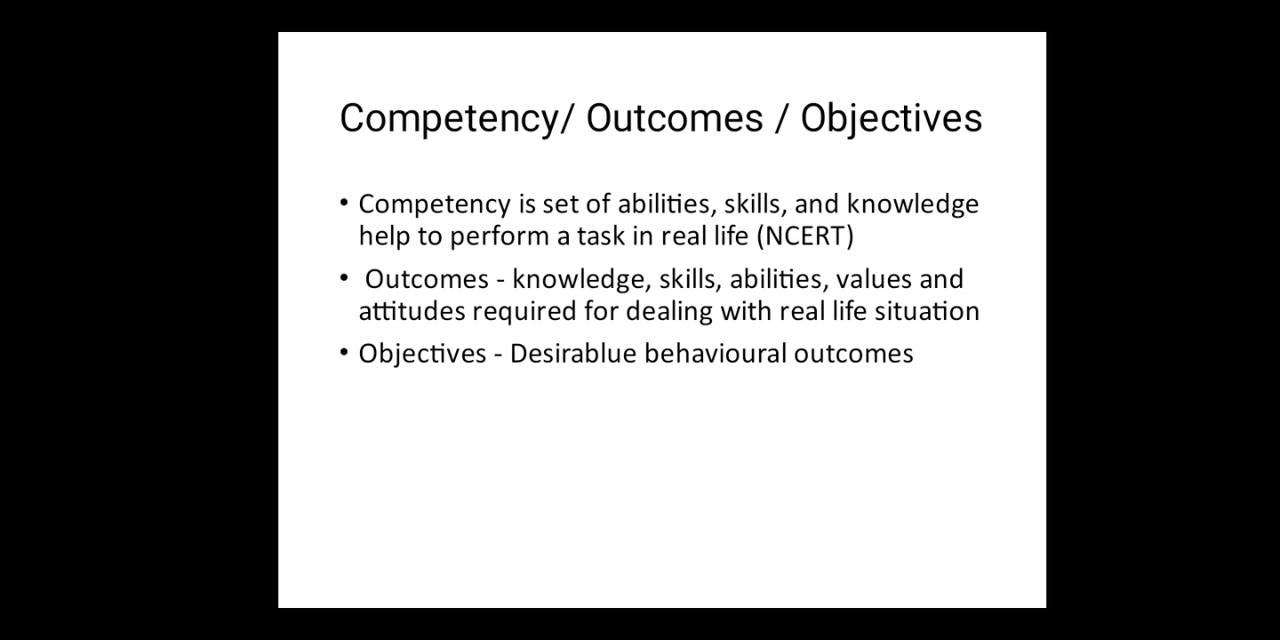 Competency/ Outcomes / Objectives
• Competency is set of abilities, skills, and knowledge
help to perform a task in real life (NCERT)
• Outcomes - knowledge, skills, abilities, values and
attitudes required for dealing with real life situation
• Objectives - Desirablue behavioural outcomes